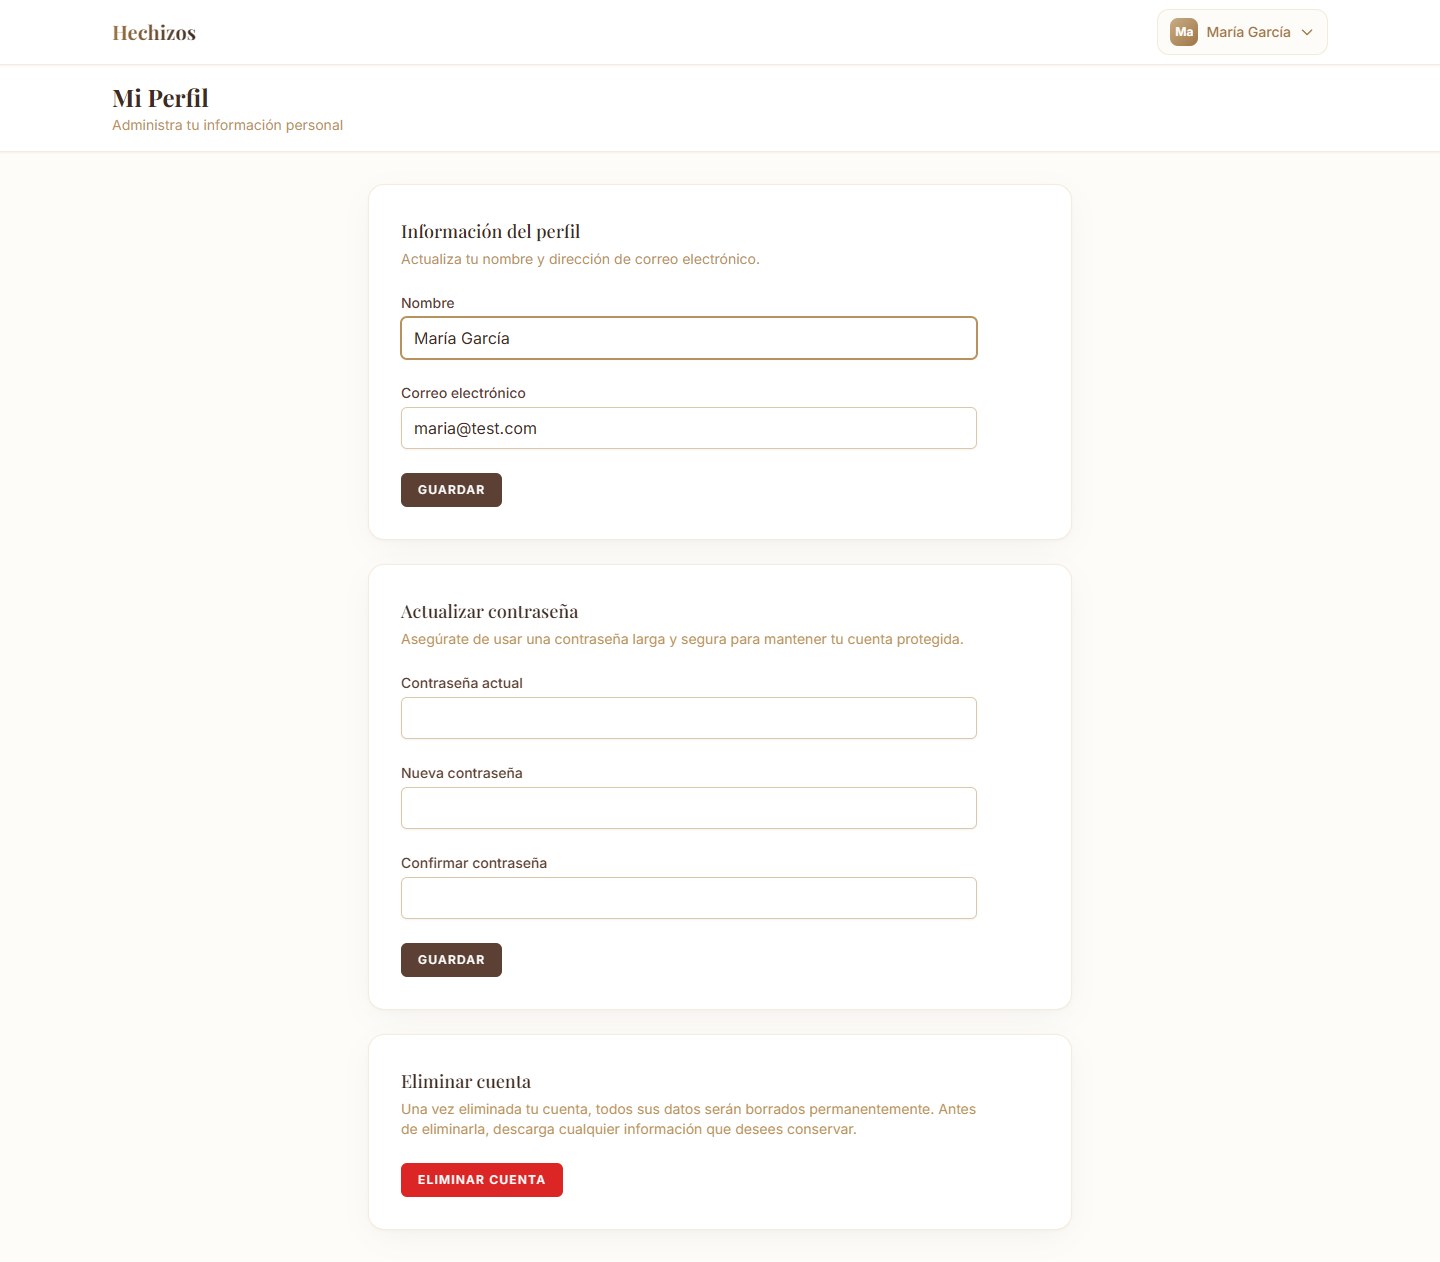 Hechizos
Ma María García
Mi Perfil
Administra tu información personal
Información del perfil
Actualiza tu nombre y dirección de correo electrónico.
Nombre
María García
Correo electrónico
maria@test.com
GUARDAR
Actualizar contraseña
Asegúrate de usar una contraseña larga y segura para mantener tu cuenta protegida.
Contraseña actual
Nueva contraseña
Confirmar contraseña
GUARDAR
Eliminar cuenta
Una vez eliminada tu cuenta, todos sus datos serán borrados permanentemente. Antes
de eliminarla, descarga cualquier información que desees conservar.
ELIMINAR CUENTA